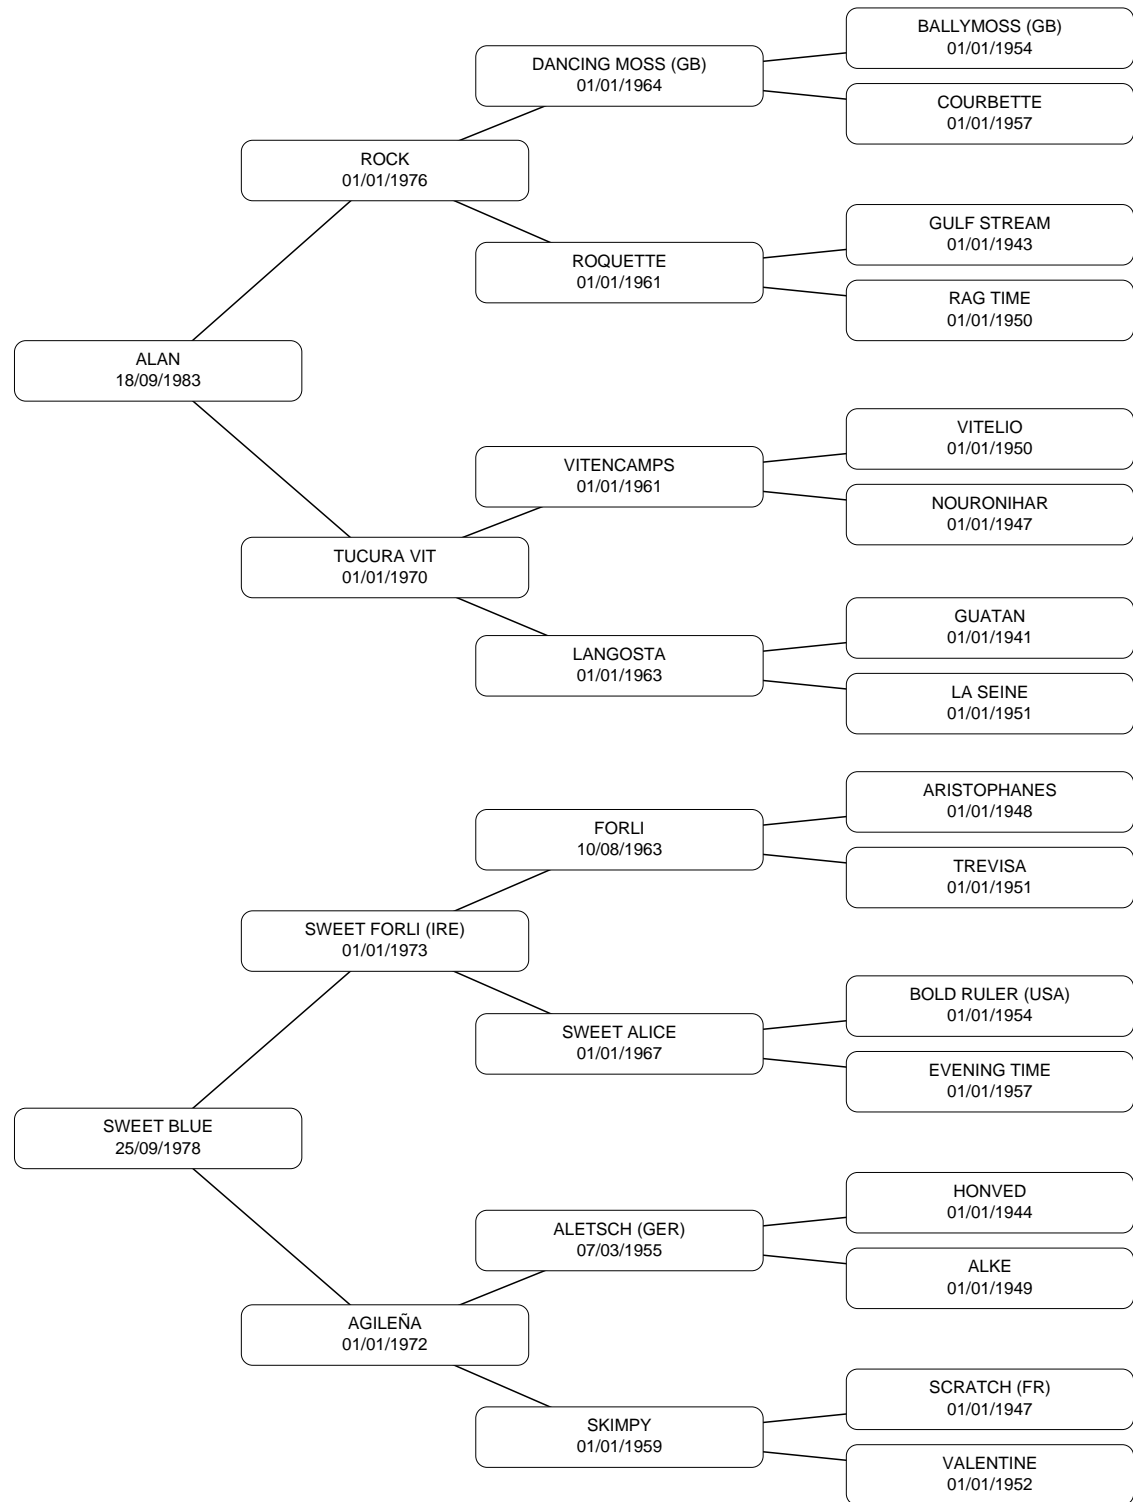 BALLYMOSS (GB)
01/01/1954
DANCING MOSS (GB)
01/01/1964
COURBETTE
01/01/1957
ROCK
01/01/1976
GULF STREAM
01/01/1943
ROQUETTE
01/01/1961
RAG TIME
01/01/1950
ALAN
18/09/1983
VITELIO
01/01/1950
VITENCAMPS
01/01/1961
NOURONIHAR
01/01/1947
TUCURA VIT
01/01/1970
GUATAN
01/01/1941
LANGOSTA
01/01/1963
LA SEINE
01/01/1951
ARISTOPHANES
01/01/1948
FORLI
10/08/1963
TREVISA
01/01/1951
SWEET FORLI (IRE)
01/01/1973
BOLD RULER (USA)
01/01/1954
SWEET ALICE
01/01/1967
EVENING TIME
01/01/1957
SWEET BLUE
25/09/1978
HONVED
01/01/1944
ALETSCH (GER)
07/03/1955
ALKE
01/01/1949
AGILEÑA
01/01/1972
SCRATCH (FR)
01/01/1947
SKIMPY
01/01/1959
VALENTINE
01/01/1952